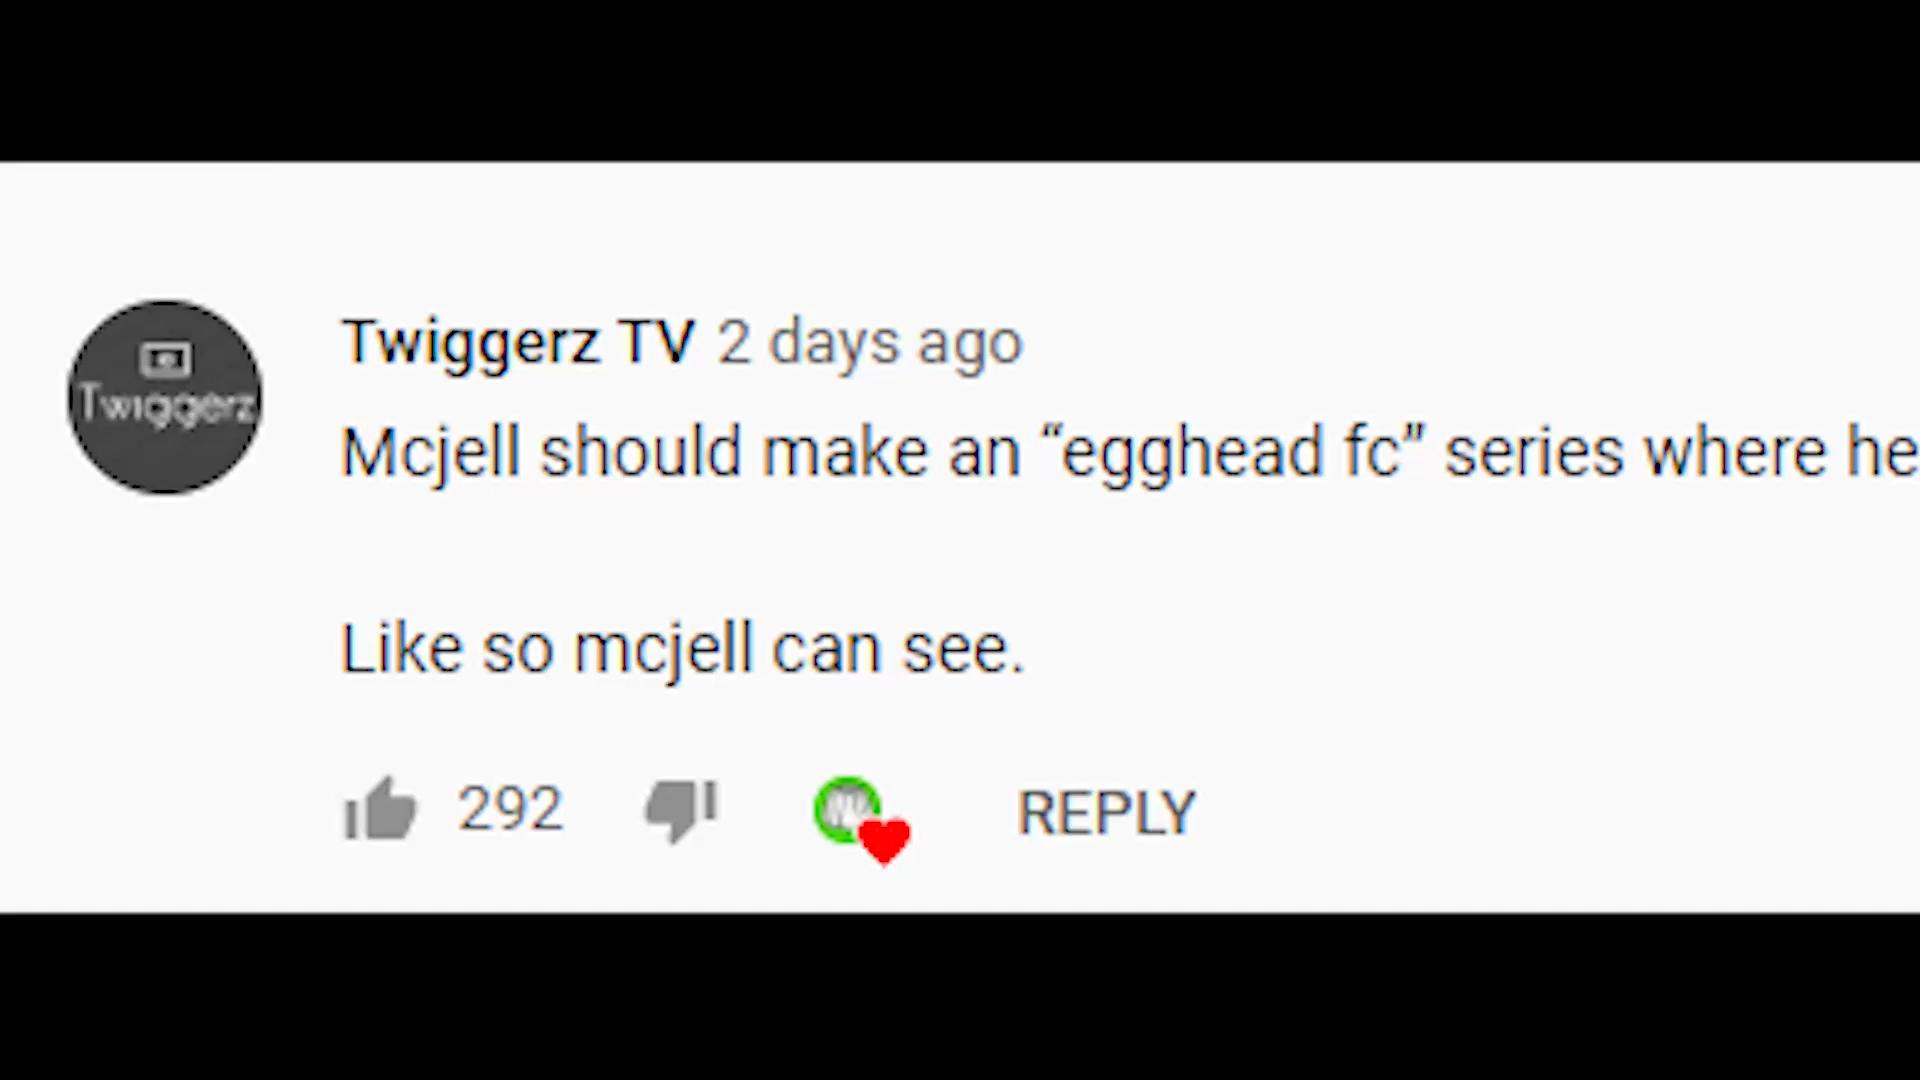 Twiggerz
Twiggerz TV 2 days ago
Mcjell should make an “egghead fc” series where he
Like so mcjell can see.
292
REPLY